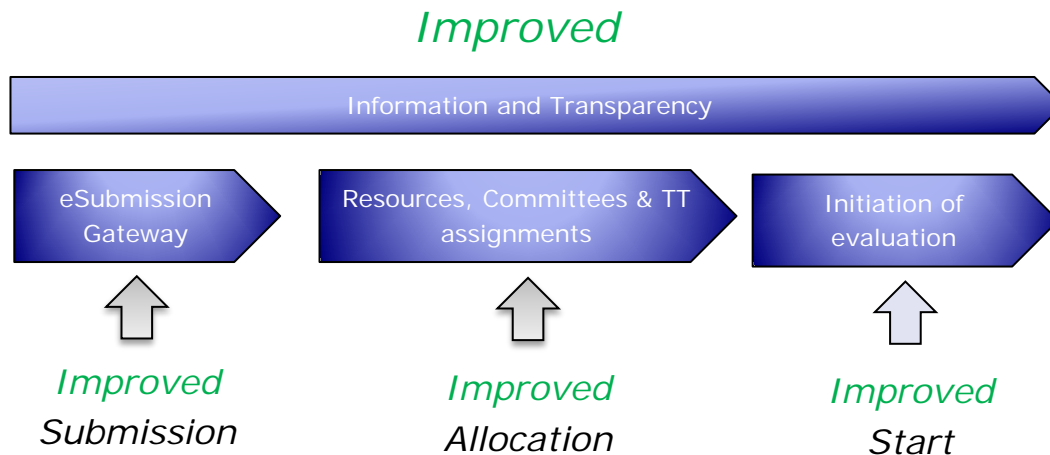 Improved
Information and Transparency
eSubmission
Gateway
Resources, Committees & TT
assignments
Initiation of
evaluation
Improved
Submission
Improved
Allocation
Improved
Start